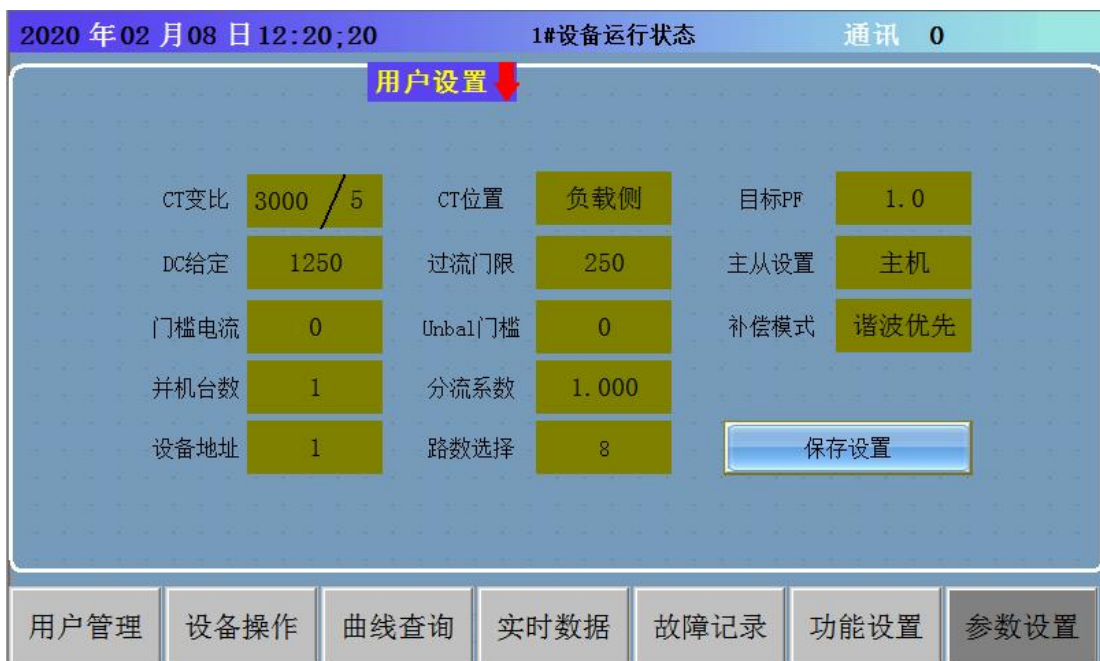 2020 年 02 月 08 日 12:20;20 1#设备运行状态 通讯 0
用户设置
CT变比 3000 / 5 CT位置 负载侧 目标PF 1.0
DC给定 1250 过流门限 250 主从设置 主机
门槛电流 0 Unbal门槛 0 补偿模式 谐波优先
并机台数 1 分流系数 1.000
设备地址 1 路数选择 8 保存设置
用户管理 设备操作 曲线查询 实时数据 故障记录 功能设置 参数设置